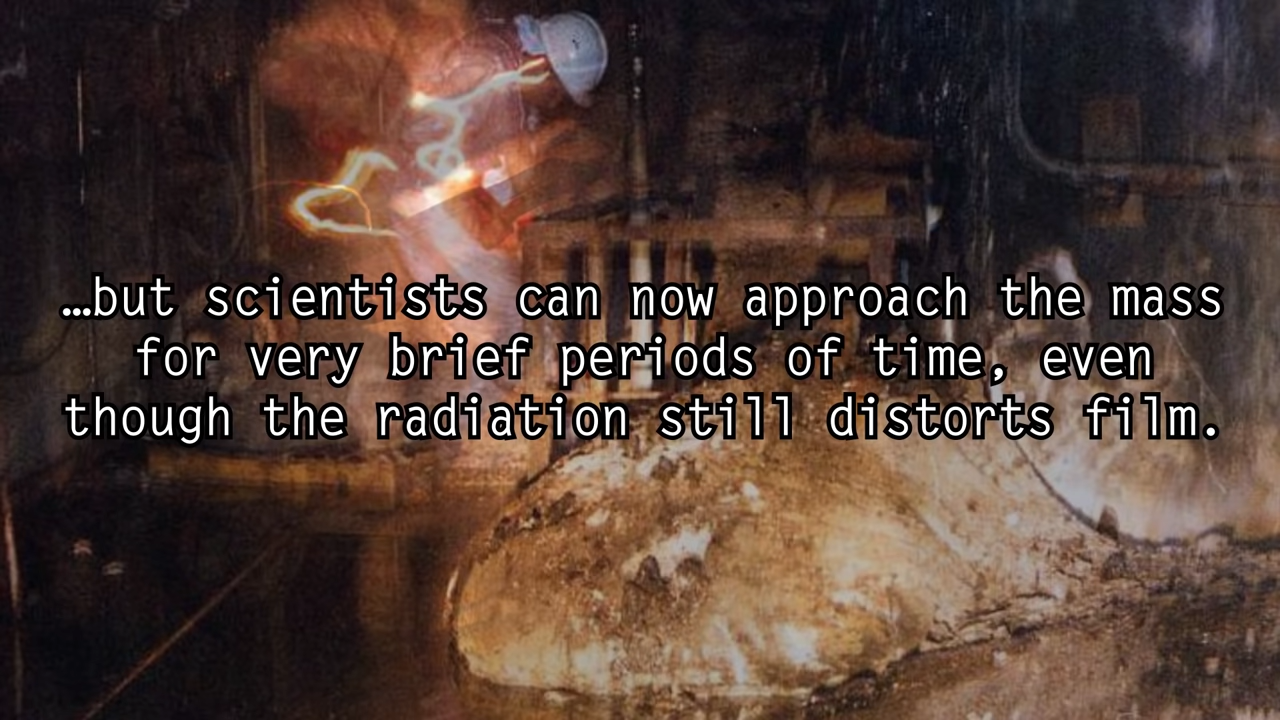 …but scientists can now approach the mass
for very brief periods of time, even
though the radiation still distorts film.